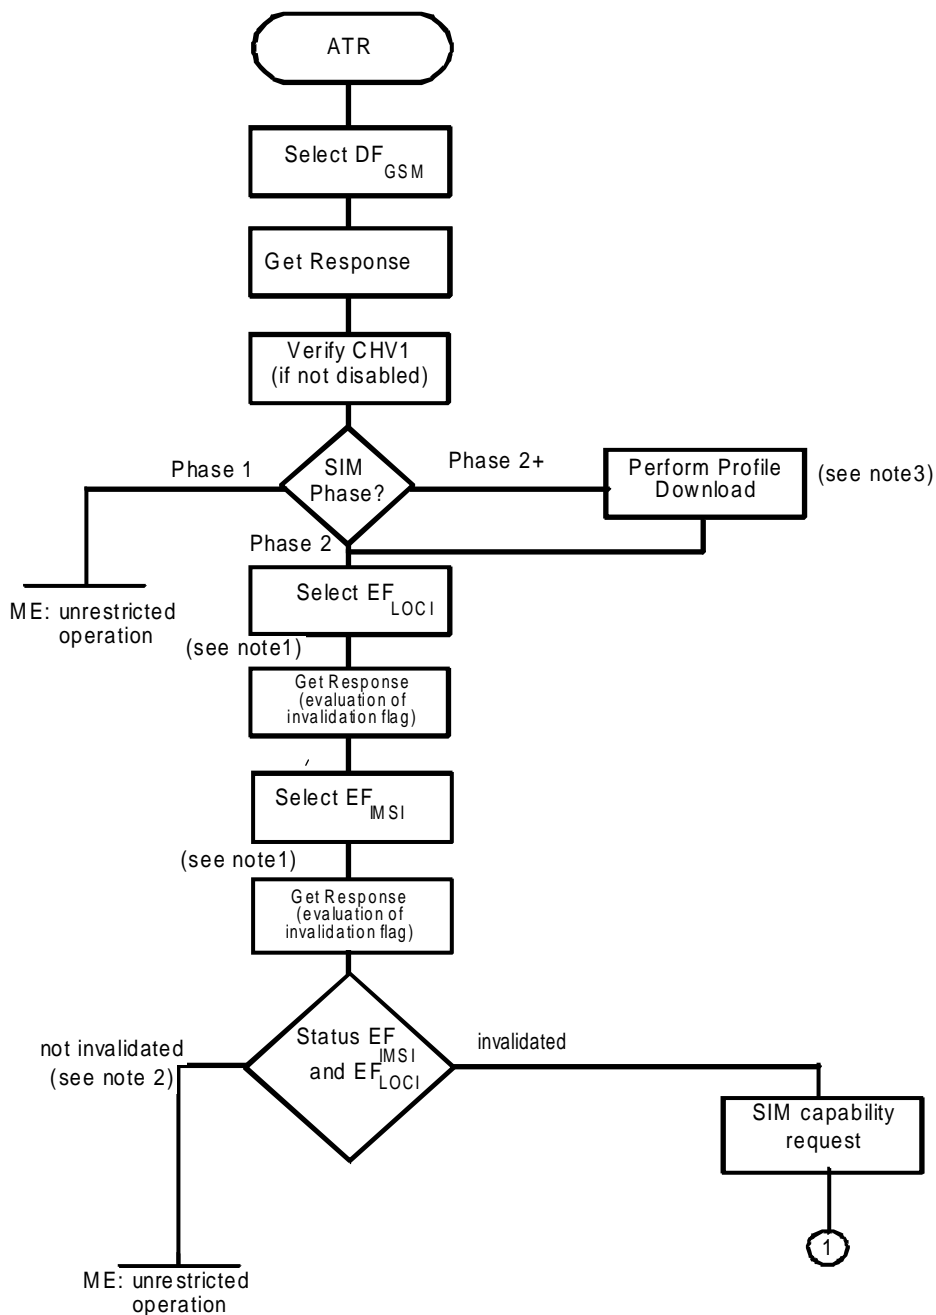 ATR
Select DF GSM
Get Response
Verify CHV1
(if not disabled)
Phase 1
SIM
Phase?
Phase 2+
Perform Profile
Download
(see note3)
Phase 2
ME: unrestricted
operation
Select EF LOCI
(see note1)
Get Response
(evaluation of
invalidation flag)
Select EF IMSI
(see note1)
Get Response
(evaluation of
invalidation flag)
Status EF IMSI
and EF LOCI
not invalidated
(see note 2)
invalidated
SIM capability
request
1
ME: unrestricted
operation